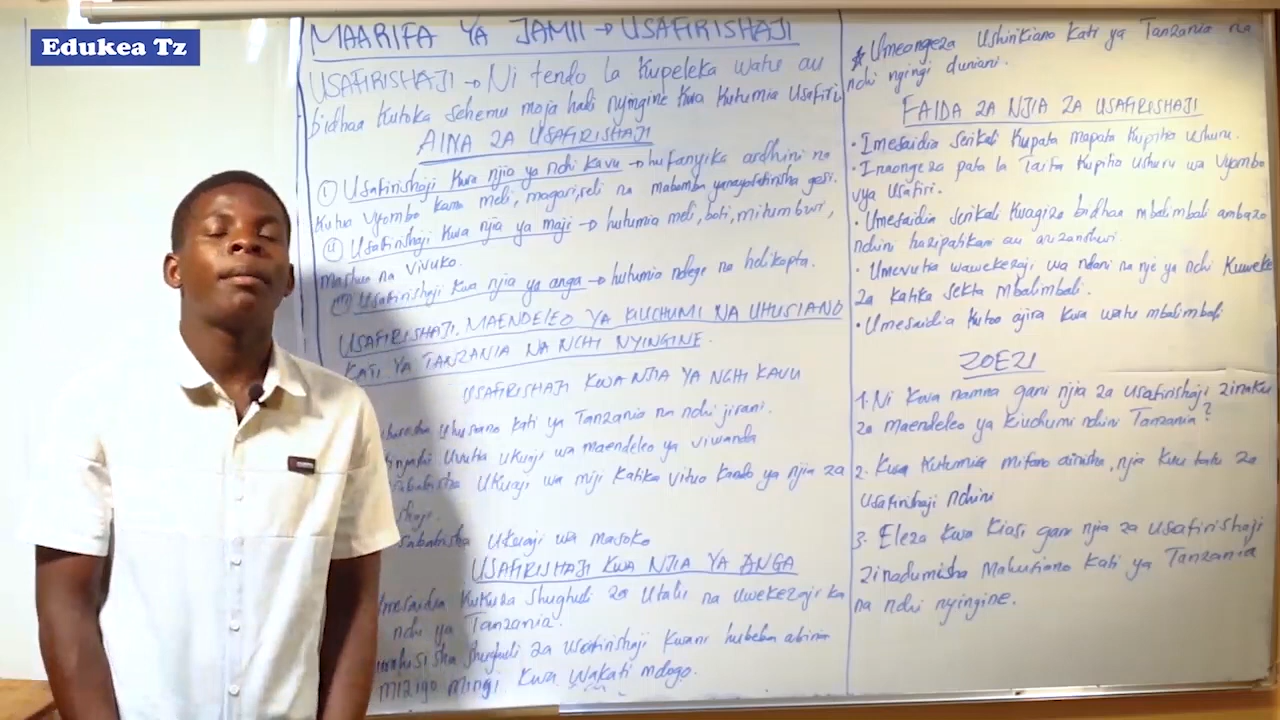 Edukea Tz
MAARIFA YA JAMII → USAFIRISHAJI
USAFIRISHAJI → Ni tendo la kupeleka watu au
bidhaa kutoka sehemu moja hadi nyingine kwa kutumia usafiri
AINA ZA USAFIRISHAJI
① Usafirishaji kwa njia ya nchi kavu → hufanyika ardhini na
kutua vyombo kama meli, magari, reli na mabomba yanayosafirisha gesi.
Usafirishaji kwa njia ya maji → hutumia meli, boti, mitumbwi,
mashua na vivuko.
Usafirishaji kwa njia ya anga → hutumia ndege na helikopta.
USAFIRISHAJI, MAENDELEO YA KIUCHUMI NA UHUSIANO
KATI YA TANZANIA NA NCHI NYINGINE.
USAFIRISHAJI KWA NJIA YA NCHI KAVU
uhusiano kati ya Tanzania na nchi jirani.
ukuaji wa maendeleo ya viwanda
ukuaji wa miji katika vituo kando ya njia za
ukuaji wa masoko
USAFIRISHAJI KWA NJIA YA ANGA
kukuza shughuli za utalii na uwekezaji ka
nchi ya Tanzania.
shughuli za usafirishaji kwani hubeba abiria
mizigo mingi kwa wakati mdogo.
* Umeongeza ushirikiano kati ya Tanzania na
nchi nyingi duniani.
FAIDA ZA NJIA ZA USAFIRISHAJI
• Imesaidia serikali kupata mapato kupitia ushuru.
• Inaongeza pato la Taifa kupitia ushuru wa vyombo
vya usafiri.
• Umesaidia serikali kuagiza bidhaa mbalimbali ambazo
nchini hazipatikani au
• Umevutia wawekezaji wa ndani na nje ya nchi kuweke
za katika sekta mbalimbali.
• Umesaidia kutoa ajira kwa watu mbalimbali
ZOEZI
1. Ni kwa namna gani njia za usafirishaji zinaku
za maendeleo ya kiuchumi nchini Tanzania?
2. Kwa kutumia mifano ainisha, njia kuu tatu za
usafirishaji nchini
3. Eleza kwa kiasi gani njia za usafirishaji
zinadumisha mahusiano kati ya Tanzania
na nchi nyingine.